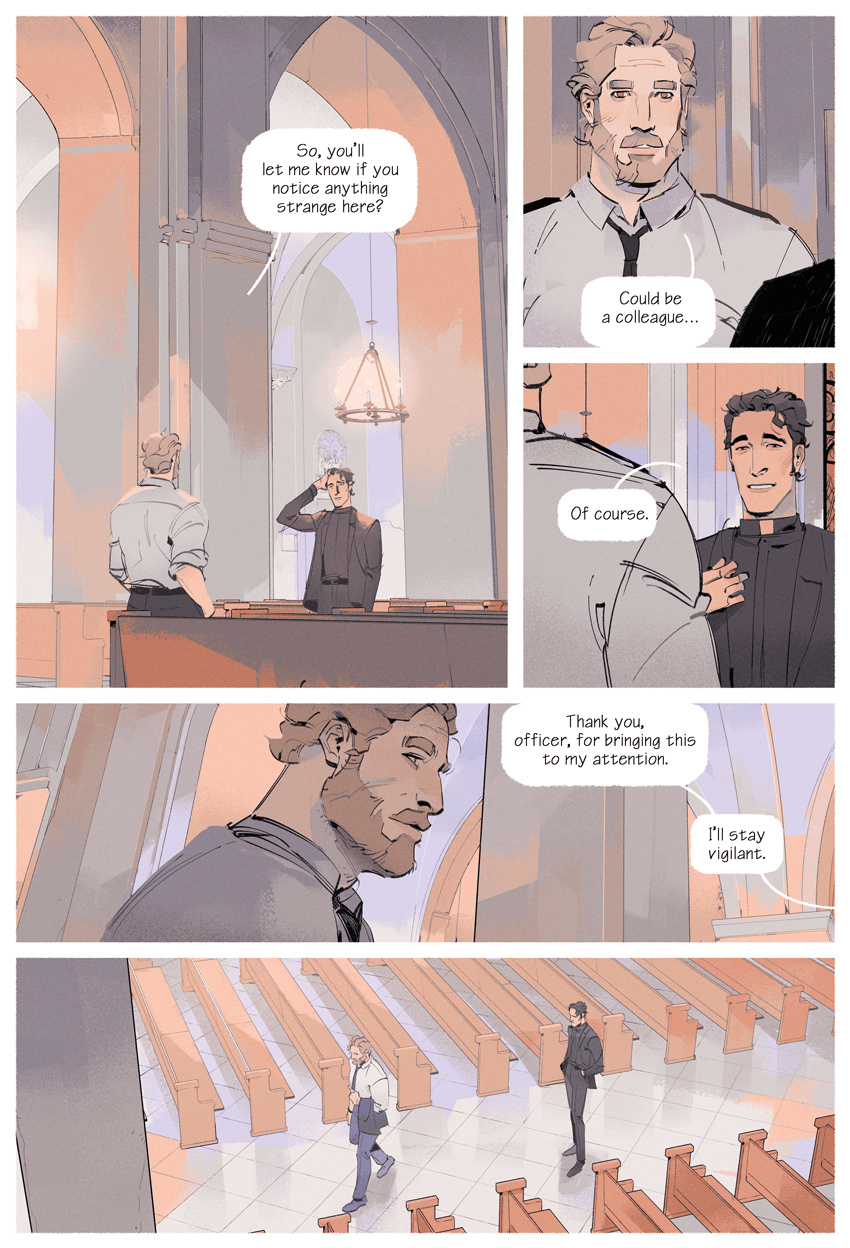 So, you'll
let me know if you
notice anything
strange here?
Could be
a colleague...
Of course.
Thank you,
officer, for bringing this
to my attention.
I'll stay
vigilant.